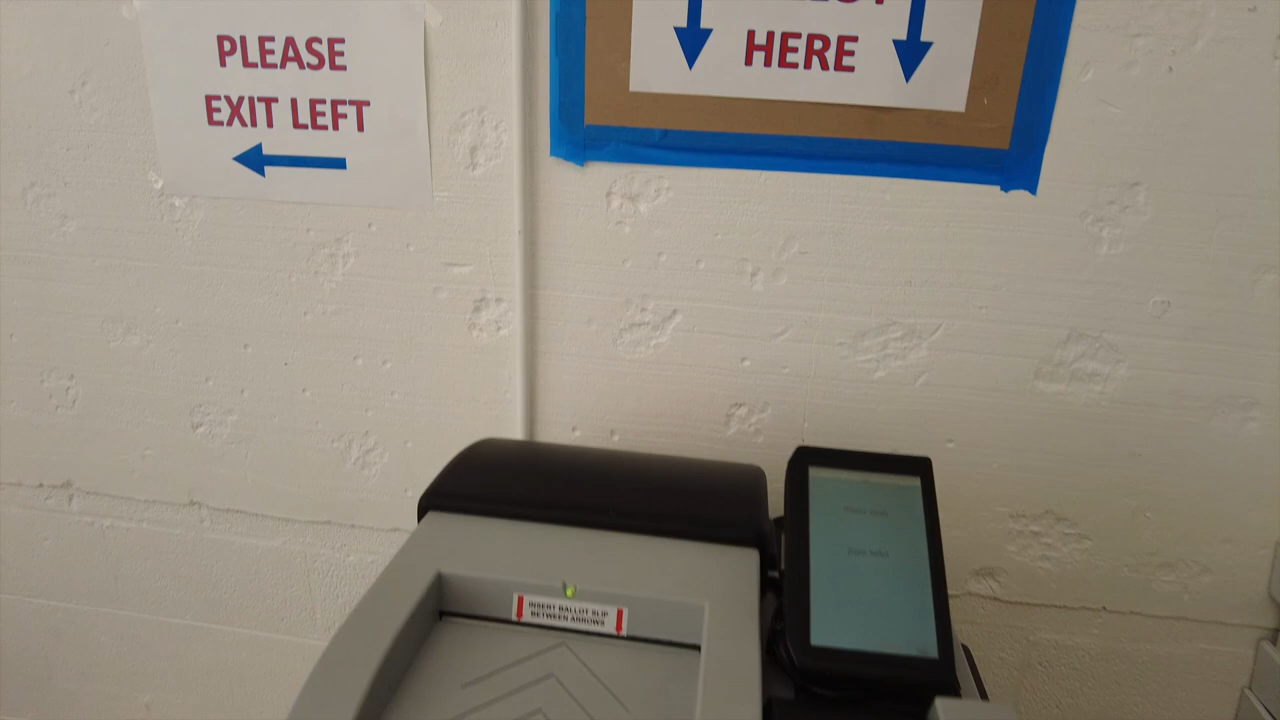 PLEASE
EXIT LEFT
HERE
INSERT BALLOT SLIP
BETWEEN ARROWS